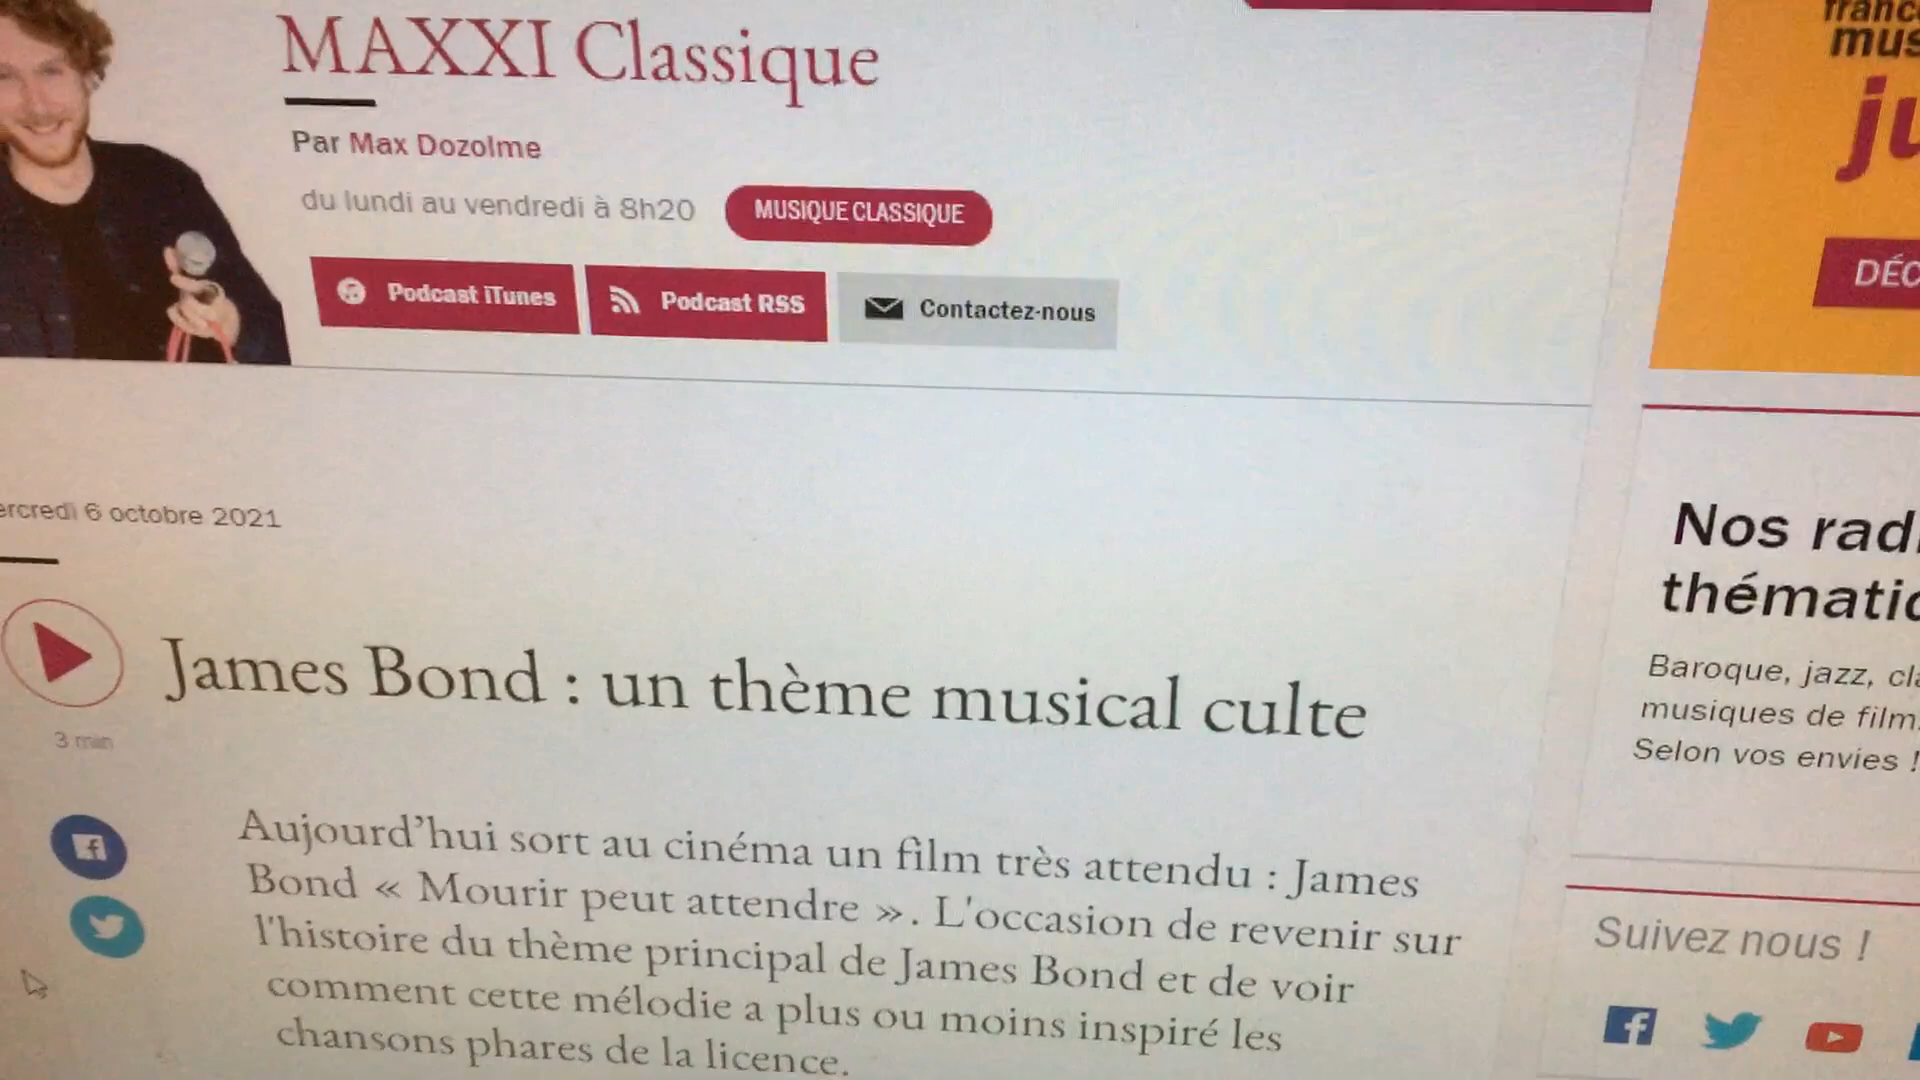 MAXXI Classique
Par Max Dozolme
du lundi au vendredi à 8h20
MUSIQUE CLASSIQUE
Podcast iTunes
Podcast RSS
Contactez-nous
6 octobre 2021
James Bond : un thème musical culte
3 min
Aujourd'hui sort au cinéma un film très attendu : James
Bond « Mourir peut attendre ». L'occasion de revenir sur
l'histoire du thème principal de James Bond et de voir
comment cette mélodie a plus ou moins inspiré les
chansons phares de la licence.
Nos
Baroque, jazz,
musiques de
Selon vos envies !
Suivez nous !